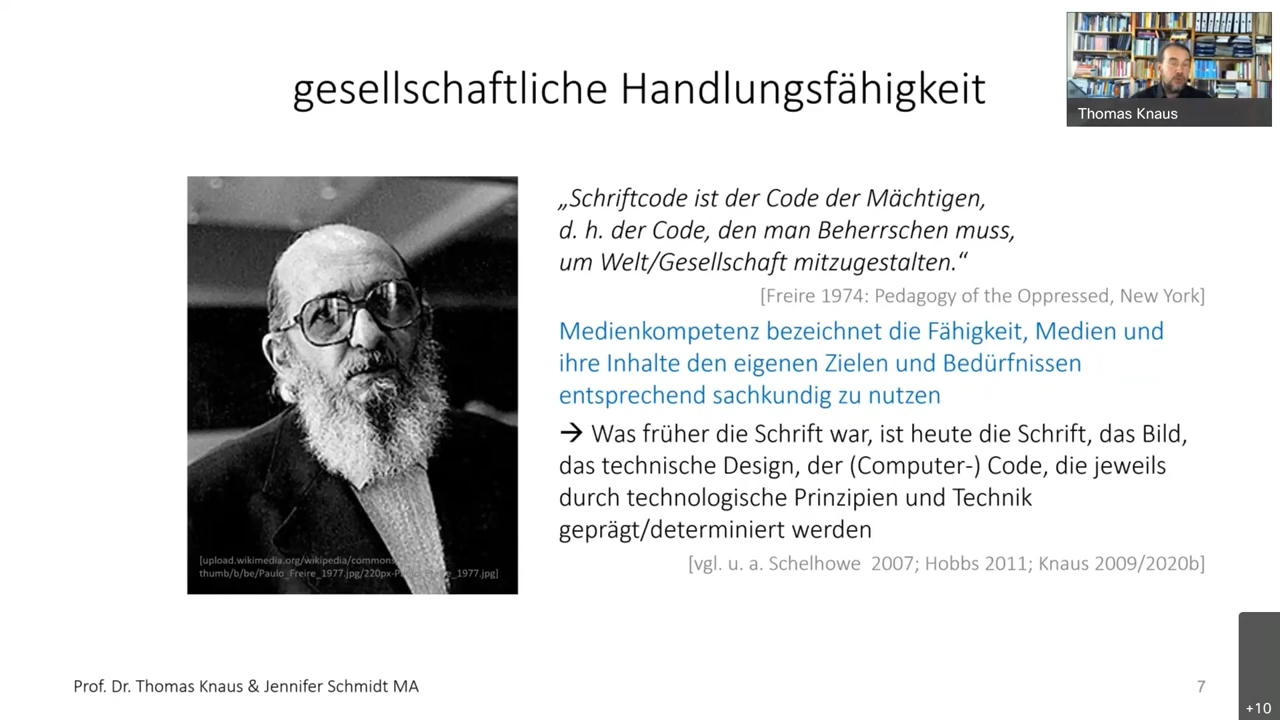 gesellschaftliche Handlungsfähigkeit
Thomas Knaus
„Schriftcode ist der Code der Mächtigen,
d. h. der Code, den man Beherrschen muss,
um Welt/Gesellschaft mitzugestalten.“
[Freire 1974: Pedagogy of the Oppressed, New York]
Medienkompetenz bezeichnet die Fähigkeit, Medien und
ihre Inhalte den eigenen Zielen und Bedürfnissen
entsprechend sachkundig zu nutzen
→ Was früher die Schrift war, ist heute die Schrift, das Bild,
das technische Design, der (Computer-) Code, die jeweils
durch technologische Prinzipien und Technik
geprägt/determiniert werden
[vgl. u. a. Schelhowe 2007; Hobbs 2011; Knaus 2009/2020b]
[upload.wikimedia.org/wikipedia/commons
thumb/b/be/Paulo_Freire_1977.jpg/220px-P _1977.jpg]
Prof. Dr. Thomas Knaus & Jennifer Schmidt MA
7
+10